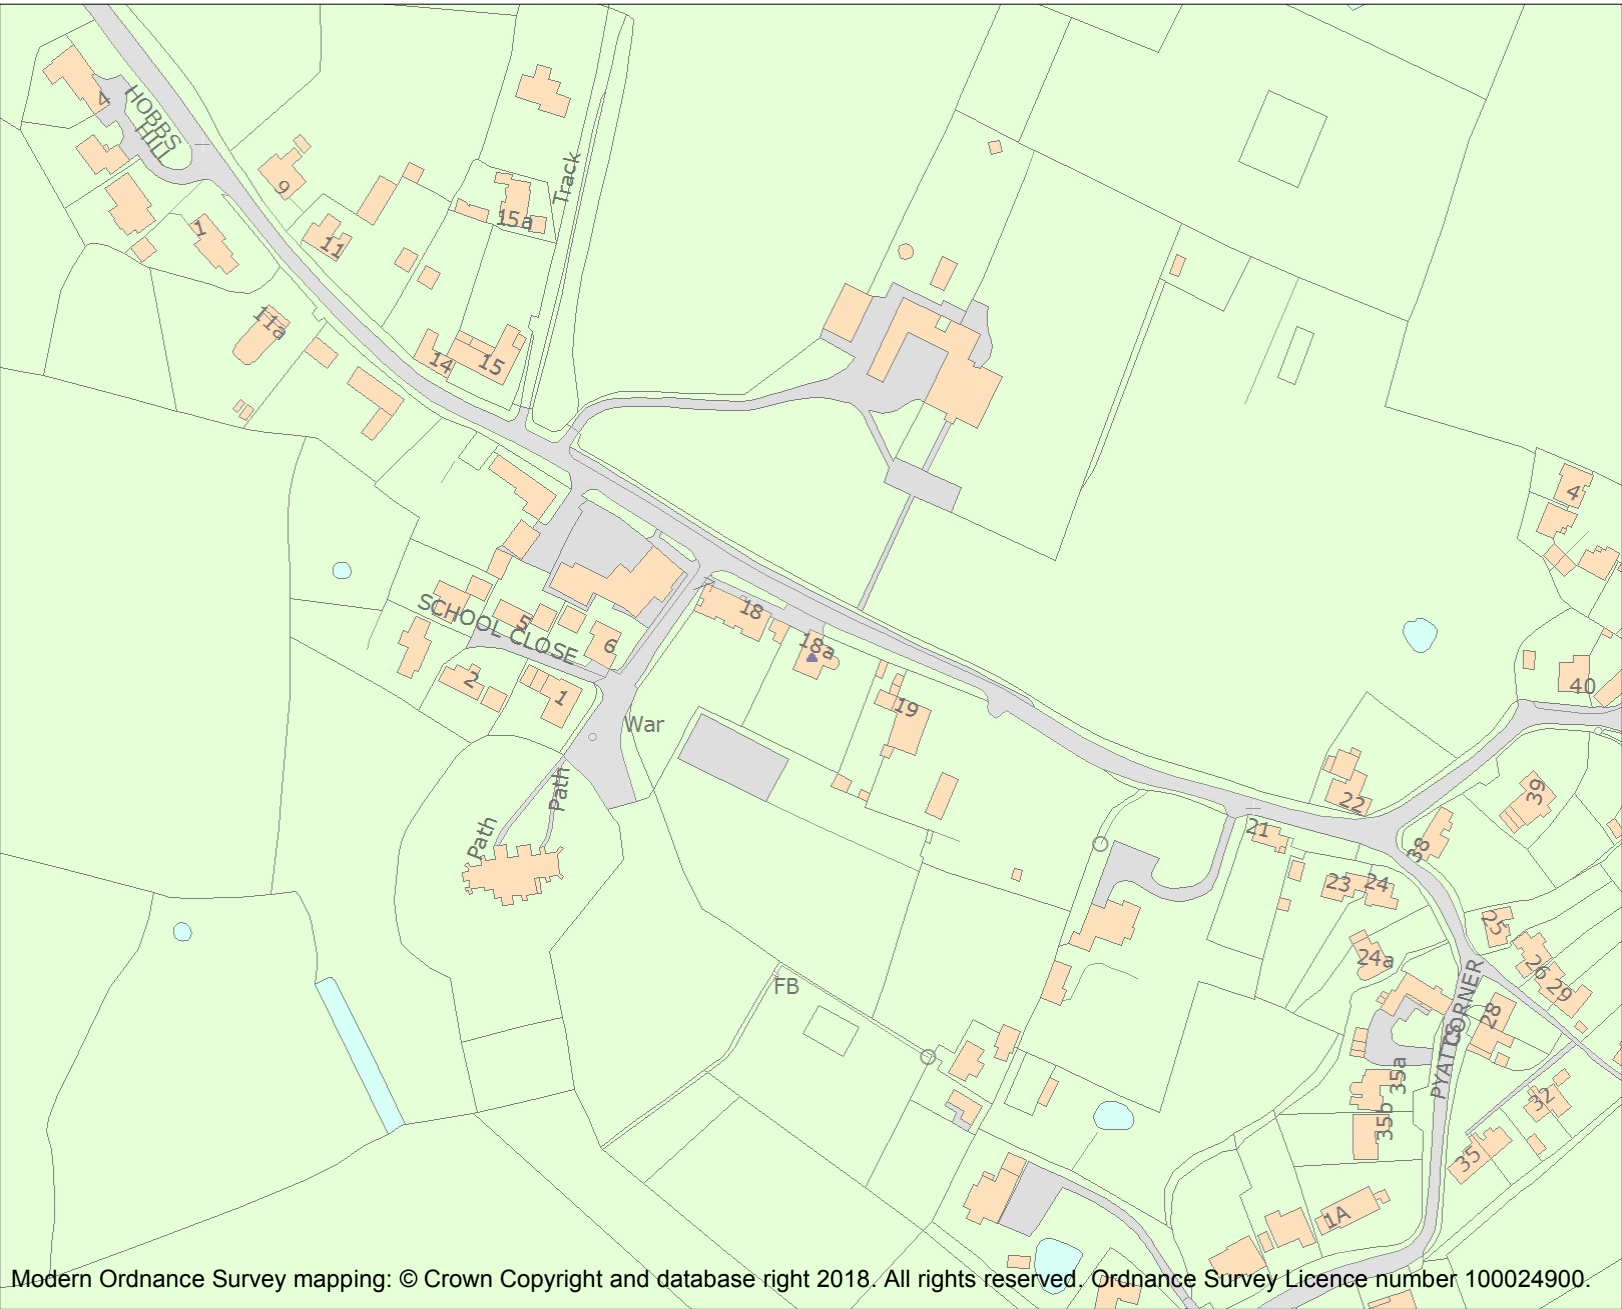 4
HOBBS
HILL
9
1
11
15a
Track
11a
14
15
4
SCHOOL CLOSE
5
6
2
1
18
18a
19
War
Path
Path
40
39
22
38
21
23
24
24a
25
26
29
28
FB
PYATTS
CORNER
35a
35b
32
35
1A
Modern Ordnance Survey mapping: © Crown Copyright and database right 2018. All rights reserved. Ordnance Survey Licence number 100024900.